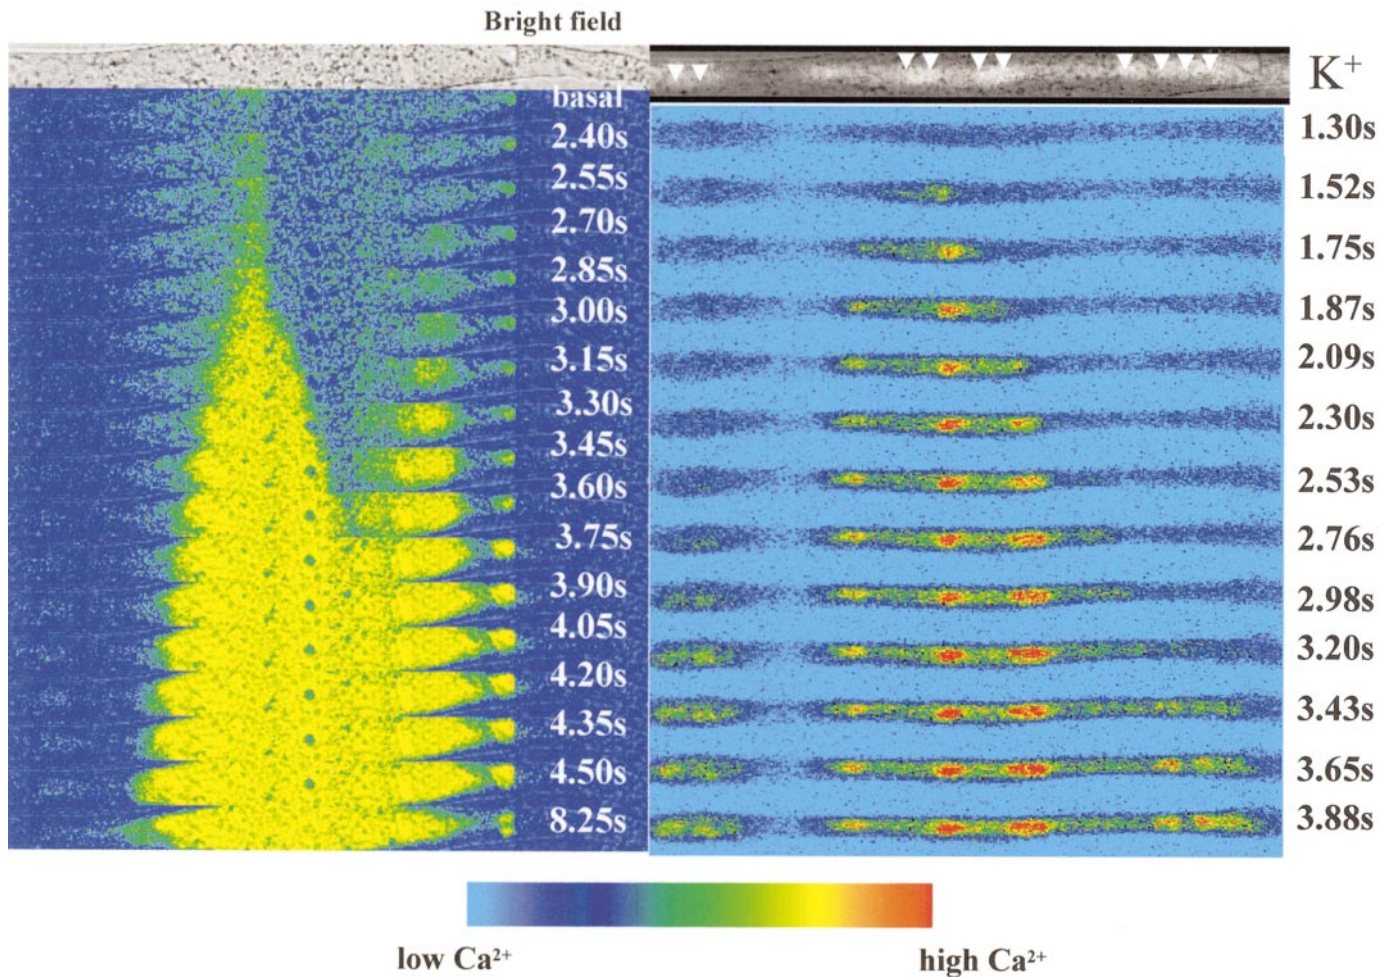 Bright field
K+
basal
2.40s
2.55s
2.70s
2.85s
3.00s
3.15s
3.30s
3.45s
3.60s
3.75s
3.90s
4.05s
4.20s
4.35s
4.50s
8.25s
1.30s
1.52s
1.75s
1.87s
2.09s
2.30s
2.53s
2.76s
2.98s
3.20s
3.43s
3.65s
3.88s
low Ca²⁺ high Ca²⁺